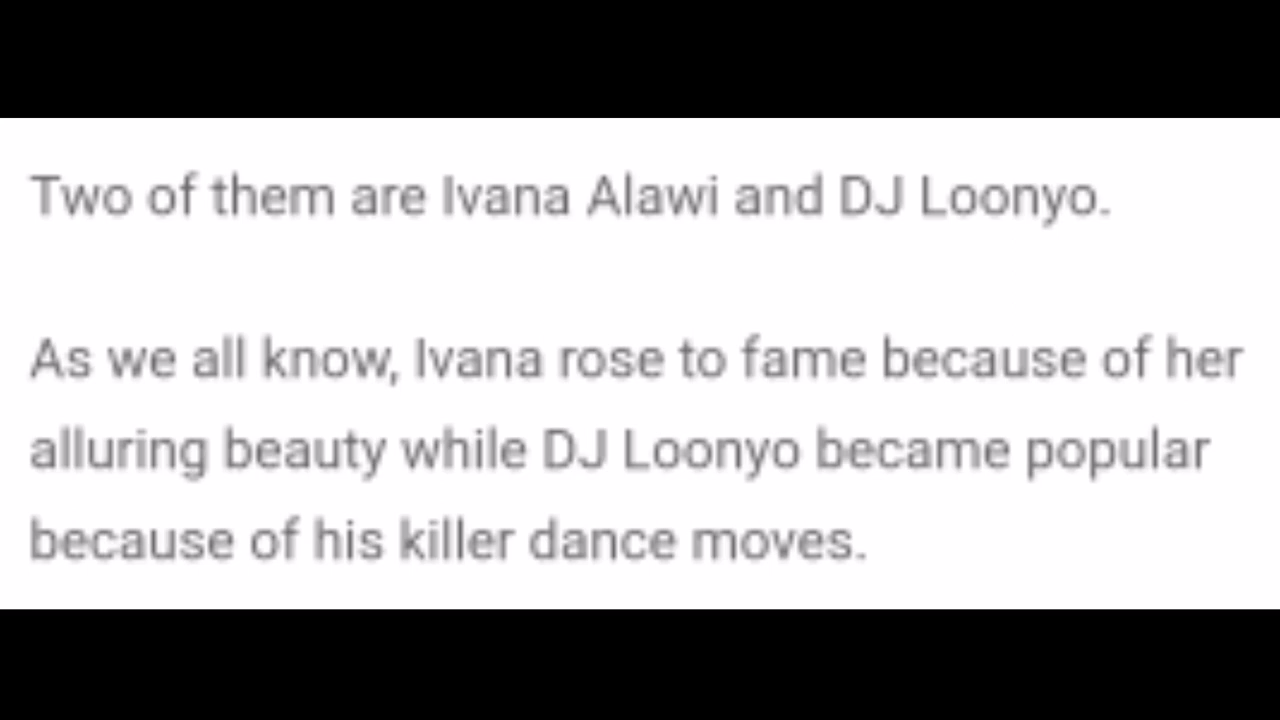 Two of them are Ivana Alawi and DJ Loonyo.
As we all know, Ivana rose to fame because of her
alluring beauty while DJ Loonyo became popular
because of his killer dance moves.